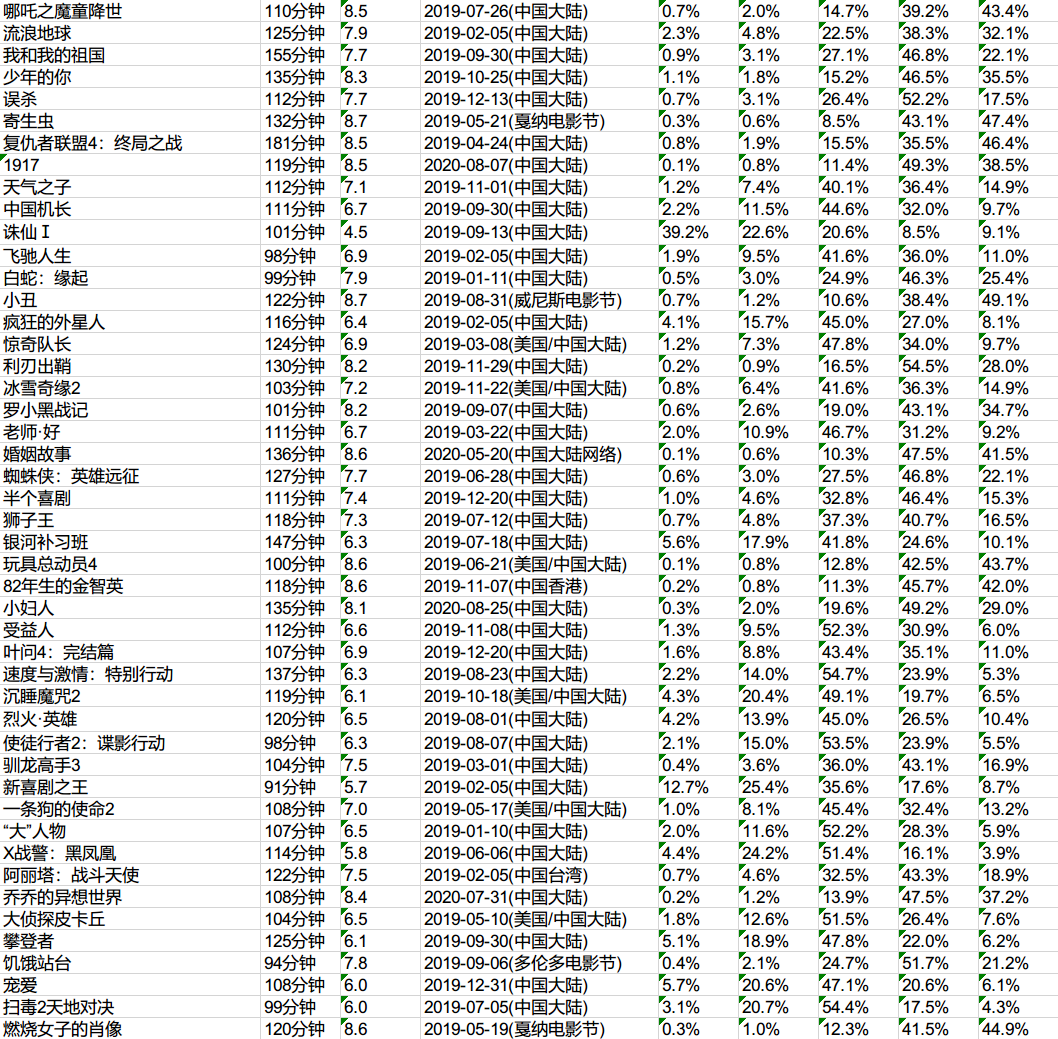 哪吒之魔童降世 110分钟 8.5 2019-07-26(中国大陆) 0.7% 2.0% 14.7% 39.2% 43.4%
流浪地球 125分钟 7.9 2019-02-05(中国大陆) 2.3% 4.8% 22.5% 38.3% 32.1%
我和我的祖国 155分钟 7.7 2019-09-30(中国大陆) 0.9% 3.1% 27.1% 46.8% 22.1%
少年的你 135分钟 8.3 2019-10-25(中国大陆) 1.1% 1.8% 15.2% 46.5% 35.5%
误杀 112分钟 7.7 2019-12-13(中国大陆) 0.7% 3.1% 26.4% 52.2% 17.5%
寄生虫 132分钟 8.7 2019-05-21(戛纳电影节) 0.3% 0.6% 8.5% 43.1% 47.4%
复仇者联盟4：终局之战 181分钟 8.5 2019-04-24(中国大陆) 0.8% 1.9% 15.5% 35.5% 46.4%
1917 119分钟 8.5 2020-08-07(中国大陆) 0.1% 0.8% 11.4% 49.3% 38.5%
天气之子 112分钟 7.1 2019-11-01(中国大陆) 1.2% 7.4% 40.1% 36.4% 14.9%
中国机长 111分钟 6.7 2019-09-30(中国大陆) 2.2% 11.5% 44.6% 32.0% 9.7%
诛仙Ⅰ 101分钟 4.5 2019-09-13(中国大陆) 39.2% 22.6% 20.6% 8.5% 9.1%
飞驰人生 98分钟 6.9 2019-02-05(中国大陆) 1.9% 9.5% 41.6% 36.0% 11.0%
白蛇：缘起 99分钟 7.9 2019-01-11(中国大陆) 0.5% 3.0% 24.9% 46.3% 25.4%
小丑 122分钟 8.7 2019-08-31(威尼斯电影节) 0.7% 1.2% 10.6% 38.4% 49.1%
疯狂的外星人 116分钟 6.4 2019-02-05(中国大陆) 4.1% 15.7% 45.0% 27.0% 8.1%
惊奇队长 124分钟 6.9 2019-03-08(美国/中国大陆) 1.2% 7.3% 47.8% 34.0% 9.7%
利刃出鞘 130分钟 8.2 2019-11-29(中国大陆) 0.2% 0.9% 16.5% 54.5% 28.0%
冰雪奇缘2 103分钟 7.2 2019-11-22(美国/中国大陆) 0.8% 6.4% 41.6% 36.3% 14.9%
罗小黑战记 101分钟 8.2 2019-09-07(中国大陆) 0.6% 2.6% 19.0% 43.1% 34.7%
老师·好 111分钟 6.7 2019-03-22(中国大陆) 2.0% 10.9% 46.7% 31.2% 9.2%
婚姻故事 136分钟 8.6 2020-05-20(中国大陆网络) 0.1% 0.6% 10.3% 47.5% 41.5%
蜘蛛侠：英雄远征 127分钟 7.7 2019-06-28(中国大陆) 0.6% 3.0% 27.5% 46.8% 22.1%
半个喜剧 111分钟 7.4 2019-12-20(中国大陆) 1.0% 4.6% 32.8% 46.4% 15.3%
狮子王 118分钟 7.3 2019-07-12(中国大陆) 0.7% 4.8% 37.3% 40.7% 16.5%
银河补习班 147分钟 6.3 2019-07-18(中国大陆) 5.6% 17.9% 41.8% 24.6% 10.1%
玩具总动员4 100分钟 8.6 2019-06-21(美国/中国大陆) 0.1% 0.8% 12.8% 42.5% 43.7%
82年生的金智英 118分钟 8.6 2019-11-07(中国香港) 0.2% 0.8% 11.3% 45.7% 42.0%
小妇人 135分钟 8.1 2020-08-25(中国大陆) 0.3% 2.0% 19.6% 49.2% 29.0%
受益人 112分钟 6.6 2019-11-08(中国大陆) 1.3% 9.5% 52.3% 30.9% 6.0%
叶问4：完结篇 107分钟 6.9 2019-12-20(中国大陆) 1.6% 8.8% 43.4% 35.1% 11.0%
速度与激情：特别行动 137分钟 6.3 2019-08-23(中国大陆) 2.2% 14.0% 54.7% 23.9% 5.3%
沉睡魔咒2 119分钟 6.1 2019-10-18(美国/中国大陆) 4.3% 20.4% 49.1% 19.7% 6.5%
烈火·英雄 120分钟 6.5 2019-08-01(中国大陆) 4.2% 13.9% 45.0% 26.5% 10.4%
使徒行者2：谍影行动 98分钟 6.3 2019-08-07(中国大陆) 2.1% 15.0% 53.5% 23.9% 5.5%
驯龙高手3 104分钟 7.5 2019-03-01(中国大陆) 0.4% 3.6% 36.0% 43.1% 16.9%
新喜剧之王 91分钟 5.7 2019-02-05(中国大陆) 12.7% 25.4% 35.6% 17.6% 8.7%
一条狗的使命2 108分钟 7.0 2019-05-17(美国/中国大陆) 1.0% 8.1% 45.4% 32.4% 13.2%
“大”人物 107分钟 6.5 2019-01-10(中国大陆) 2.0% 11.6% 52.2% 28.3% 5.9%
X战警：黑凤凰 114分钟 5.8 2019-06-06(中国大陆) 4.4% 24.2% 51.4% 16.1% 3.9%
阿丽塔：战斗天使 122分钟 7.5 2019-02-05(中国台湾) 0.7% 4.6% 32.5% 43.3% 18.9%
乔乔的异想世界 108分钟 8.4 2020-07-31(中国大陆) 0.2% 1.2% 13.9% 47.5% 37.2%
大侦探皮卡丘 104分钟 6.5 2019-05-10(美国/中国大陆) 1.8% 12.6% 51.5% 26.4% 7.6%
攀登者 125分钟 6.1 2019-09-30(中国大陆) 5.1% 18.9% 47.8% 22.0% 6.2%
饥饿站台 94分钟 7.8 2019-09-06(多伦多电影节) 0.4% 2.1% 24.7% 51.7% 21.2%
宠爱 108分钟 6.0 2019-12-31(中国大陆) 5.7% 20.6% 47.1% 20.6% 6.1%
扫毒2天地对决 99分钟 6.0 2019-07-05(中国大陆) 3.1% 20.7% 54.4% 17.5% 4.3%
燃烧女子的肖像 120分钟 8.6 2019-05-19(戛纳电影节) 0.3% 1.0% 12.3% 41.5% 44.9%